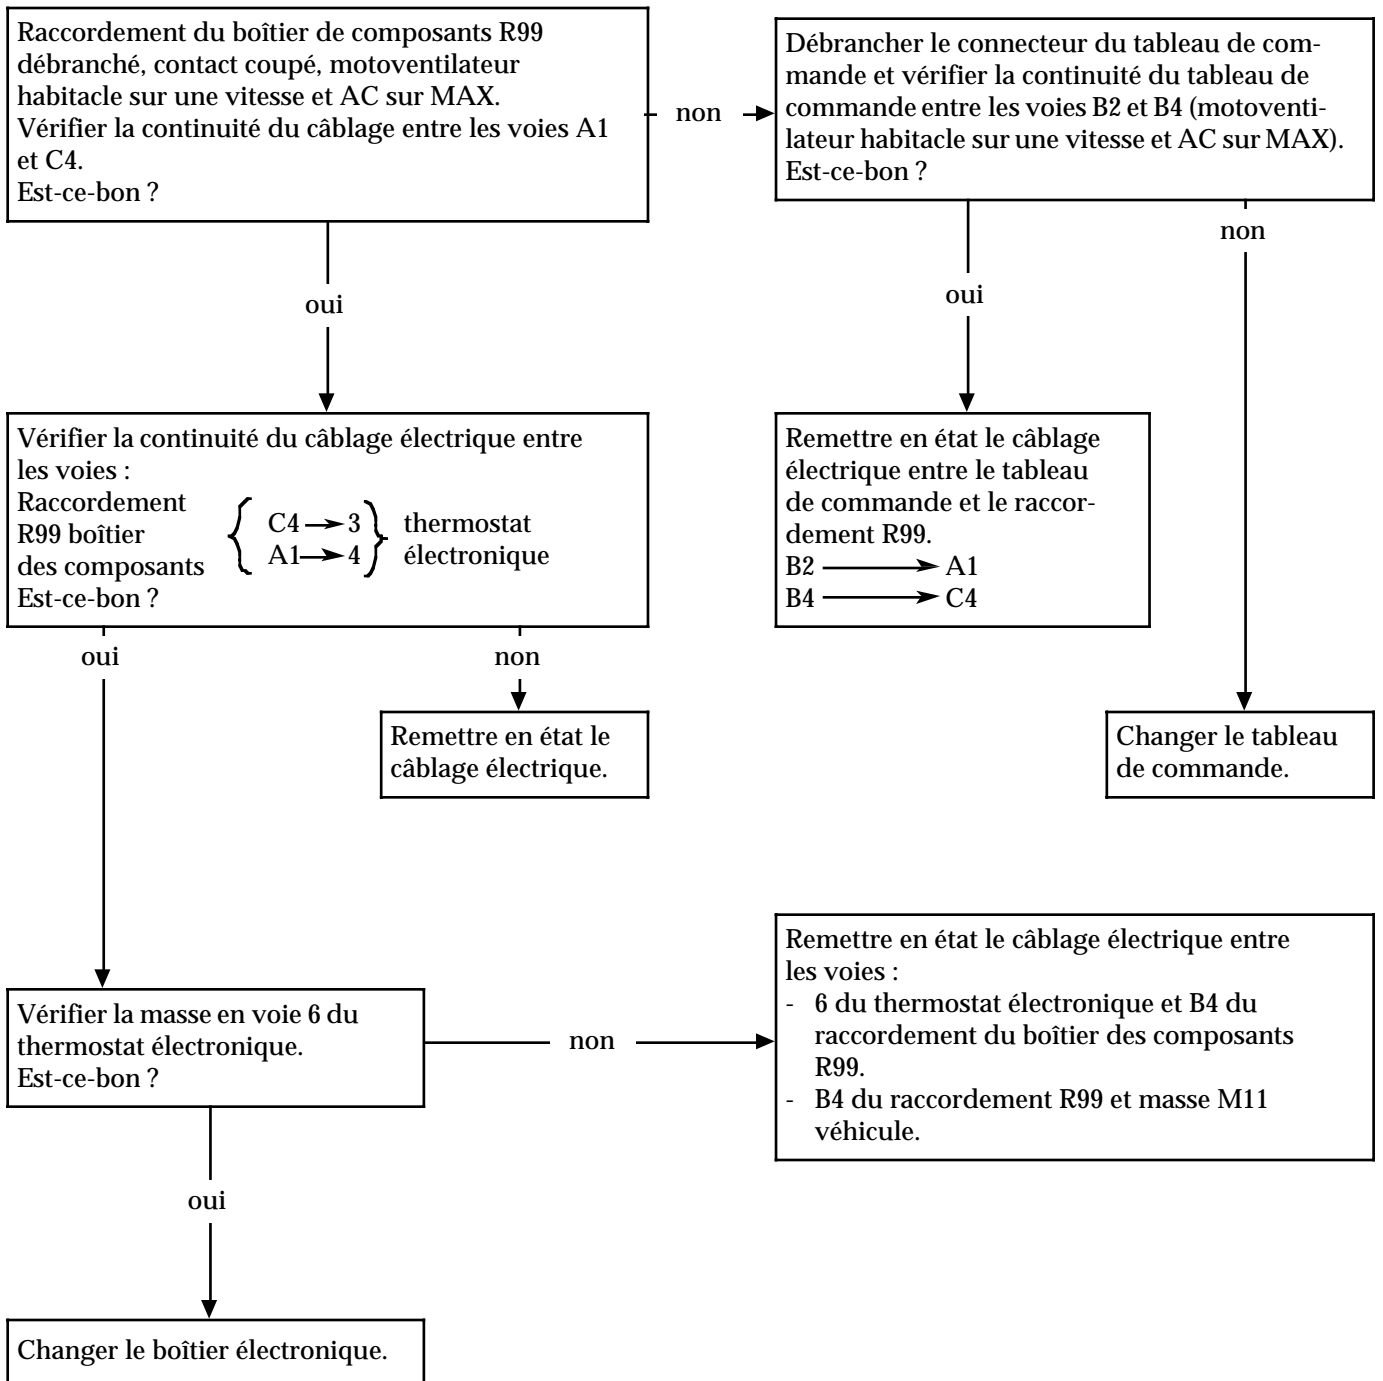 Raccordement du boîtier de composants R99
débranché, contact coupé, motoventilateur
habitacle sur une vitesse et AC sur MAX.
Vérifier la continuité du câblage entre les voies A1
et C4.
Est-ce-bon ?
non
Débrancher le connecteur du tableau de com-
mande et vérifier la continuité du tableau de
commande entre les voies B2 et B4 (motoventi-
lateur habitacle sur une vitesse et AC sur MAX).
Est-ce-bon ?
oui
oui
non
Vérifier la continuité du câblage électrique entre
les voies :
Raccordement
R99 boîtier
des composants
C4 → 3
A1 → 4
thermostat
électronique
Est-ce-bon ?
Remettre en état le câblage
électrique entre le tableau
de commande et le raccor-
dement R99.
B2 → A1
B4 → C4
oui
non
Remettre en état le
câblage électrique.
Changer le tableau
de commande.
Vérifier la masse en voie 6 du
thermostat électronique.
Est-ce-bon ?
non
Remettre en état le câblage électrique entre
les voies :
- 6 du thermostat électronique et B4 du
raccordement du boîtier des composants
R99.
- B4 du raccordement R99 et masse M11
véhicule.
oui
Changer le boîtier électronique.